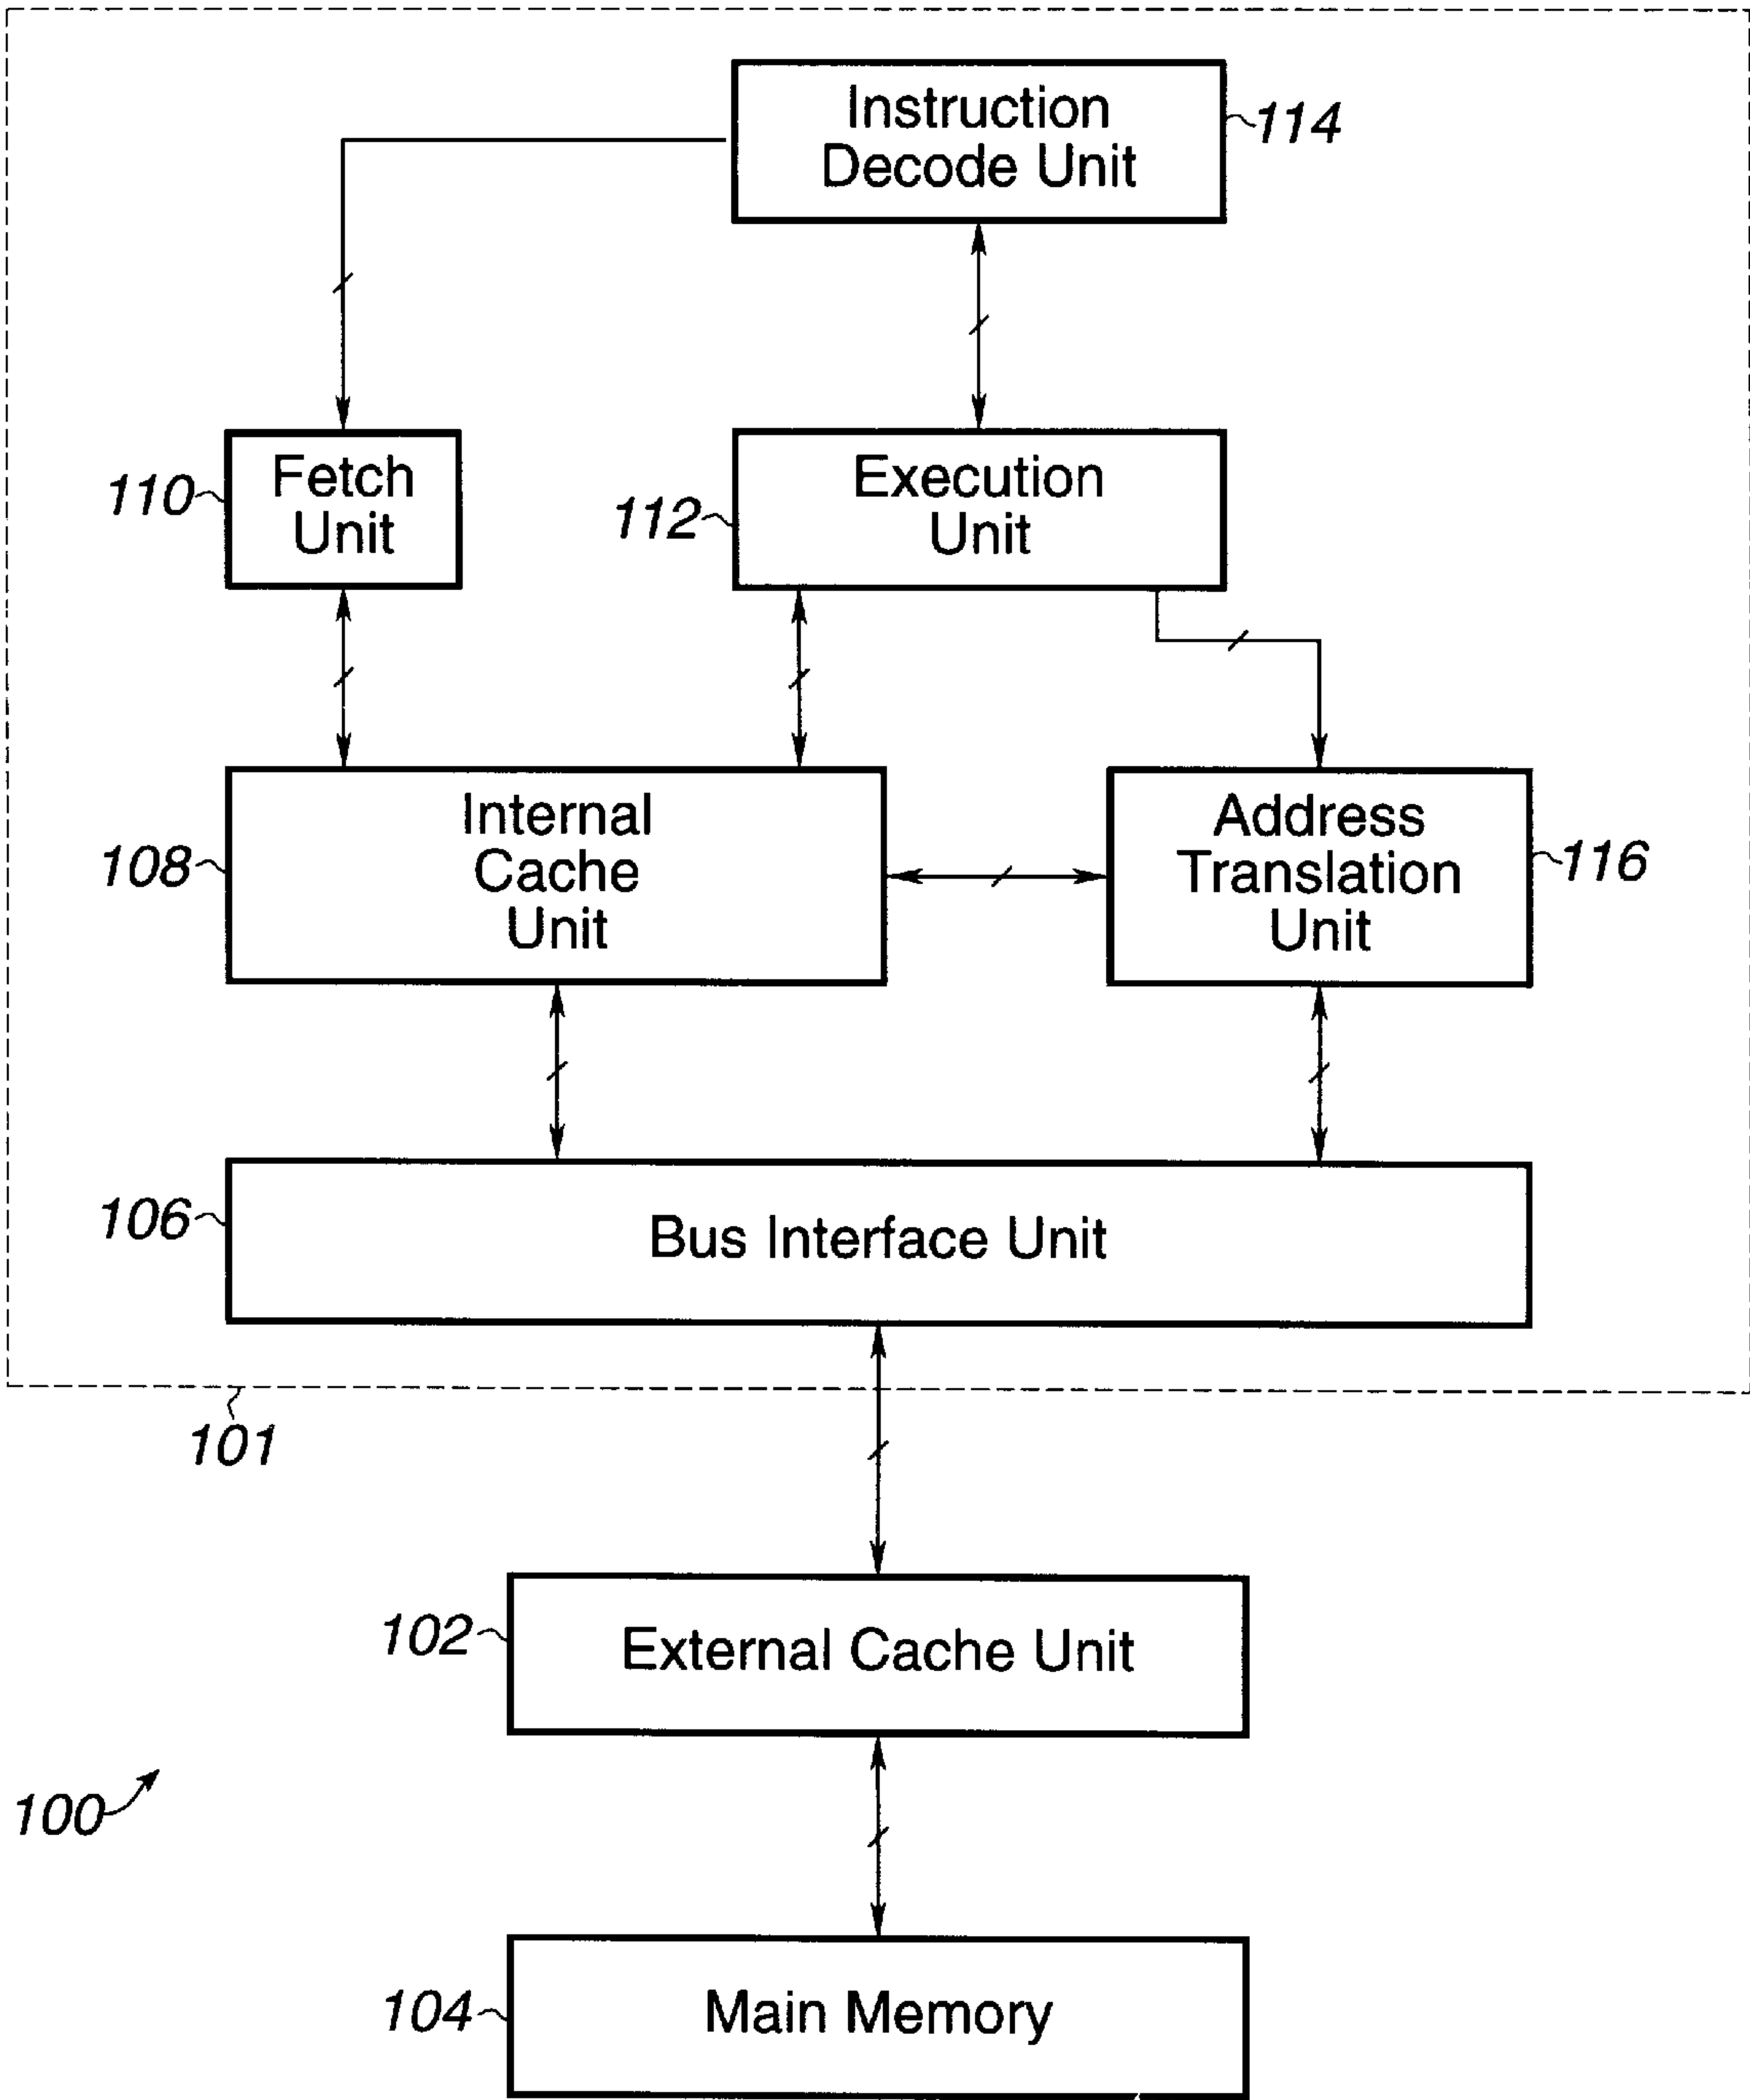 Instruction
Decode Unit
114
110
Fetch
Unit
112
Execution
Unit
108
Internal
Cache
Unit
Address
Translation
Unit
116
106
Bus Interface Unit
101
102
External Cache Unit
100
104
Main Memory